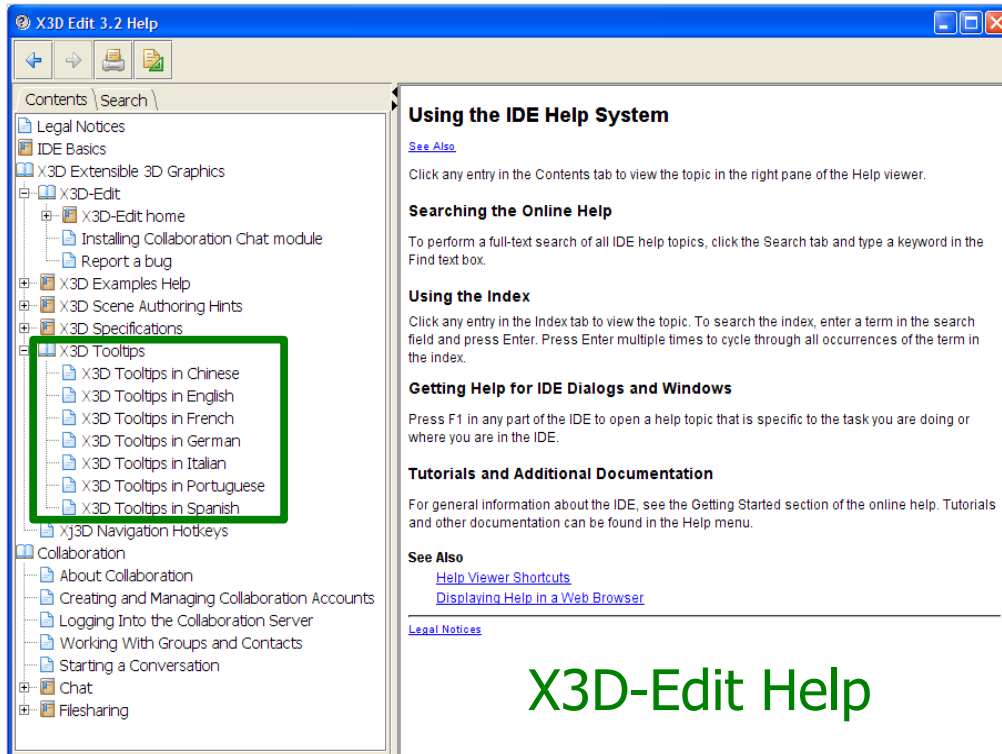 X3D Edit 3.2 Help
Contents
Search
Legal Notices
IDE Basics
X3D Extensible 3D Graphics
X3D-Edit
X3D-Edit home
Installing Collaboration Chat module
Report a bug
X3D Examples Help
X3D Scene Authoring Hints
X3D Specifications
X3D Tooltips
X3D Tooltips in Chinese
X3D Tooltips in English
X3D Tooltips in French
X3D Tooltips in German
X3D Tooltips in Italian
X3D Tooltips in Portuguese
X3D Tooltips in Spanish
Xj3D Navigation Hotkeys
Collaboration
About Collaboration
Creating and Managing Collaboration Accounts
Logging Into the Collaboration Server
Working With Groups and Contacts
Starting a Conversation
Chat
Filesharing
Using the IDE Help System
See Also
Click any entry in the Contents tab to view the topic in the right pane of the Help viewer.
Searching the Online Help
To perform a full-text search of all IDE help topics, click the Search tab and type a keyword in the
Find text box.
Using the Index
Click any entry in the Index tab to view the topic. To search the index, enter a term in the search
field and press Enter. Press Enter multiple times to cycle through all occurrences of the term in
the index.
Getting Help for IDE Dialogs and Windows
Press F1 in any part of the IDE to open a help topic that is specific to the task you are doing or
where you are in the IDE.
Tutorials and Additional Documentation
For general information about the IDE, see the Getting Started section of the online help. Tutorials
and other documentation can be found in the Help menu.
See Also
Help Viewer Shortcuts
Displaying Help in a Web Browser
Legal Notices
X3D-Edit Help